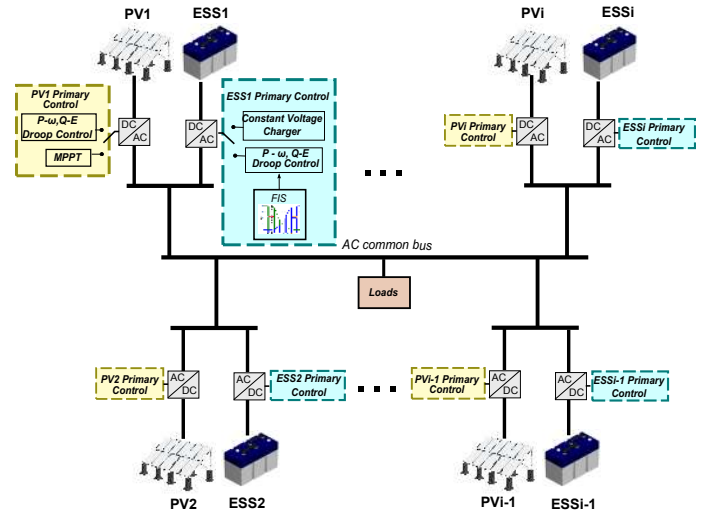 PV1
ESS1
PVi
ESSi
PV1 Primary
Control
P-ω,Q-E
Droop Control
MPPT
DC
AC
DC
AC
ESS1 Primary Control
Constant Voltage
Charger
P - ω, Q-E
Droop Control
FIS
PVi Primary
Control
DC
AC
DC
AC
ESSi Primary
Control
AC common bus
Loads
PV2 Primary
Control
AC
DC
AC
DC
ESS2 Primary
Control
PVi-1 Primary
Control
AC
DC
AC
DC
ESSi-1 Primary
Control
PV2
ESS2
PVi-1
ESSi-1